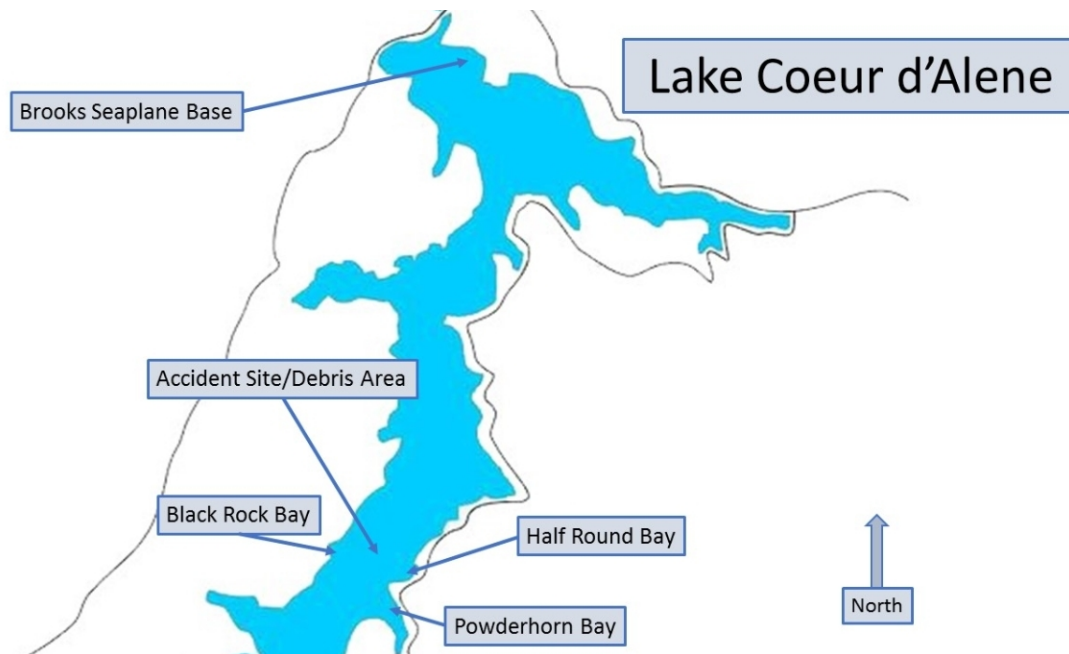 Lake Coeur d'Alene
Brooks Seaplane Base
Accident Site/Debris Area
Black Rock Bay
Half Round Bay
Powderhorn Bay
North